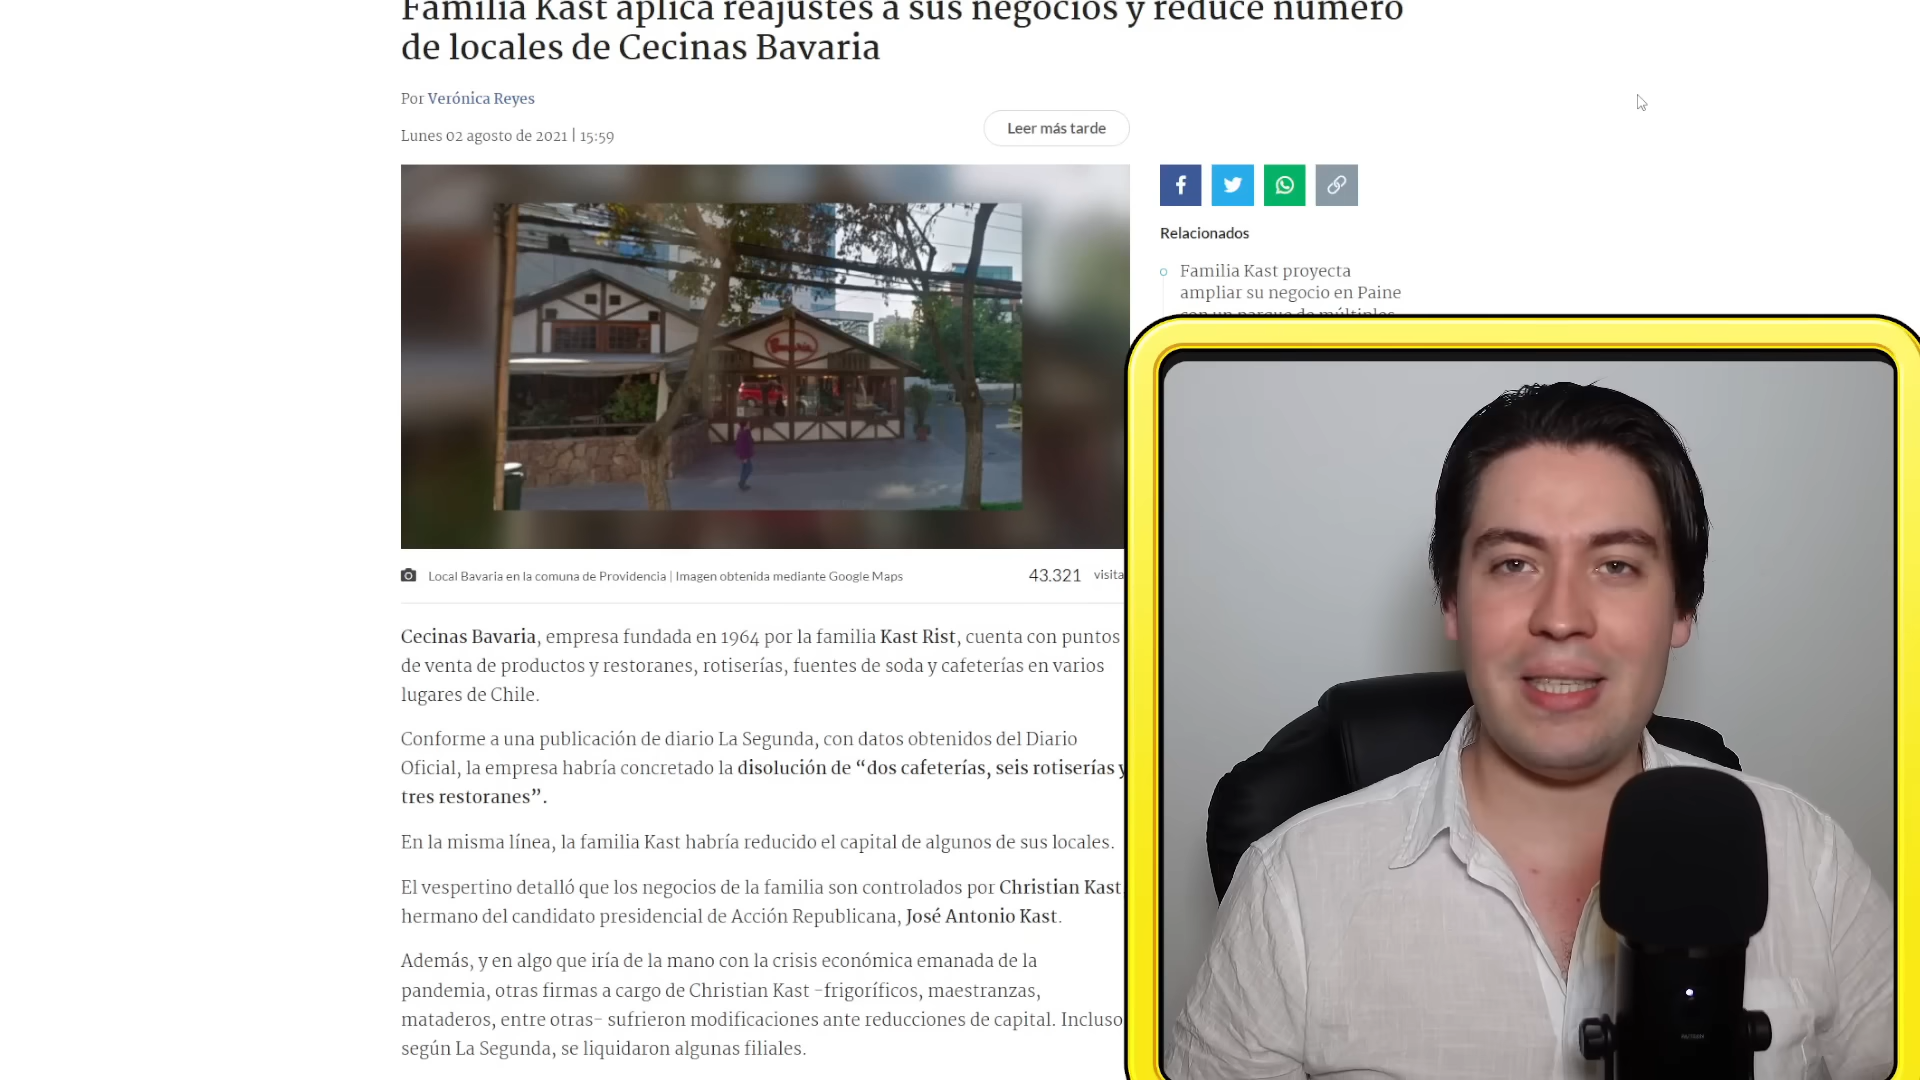 Familia Kast aplica reajustes a sus negocios y reduce número
de locales de Cecinas Bavaria
Por Verónica Reyes
Lunes 02 agosto de 2021 | 15:59
Leer más tarde
Relacionados
Familia Kast proyecta
ampliar su negocio en Paine
con un parque de múltiples
Bavaria
Local Bavaria en la comuna de Providencia | Imagen obtenida mediante Google Maps
43.321 visita
Cecinas Bavaria, empresa fundada en 1964 por la familia Kast Rist, cuenta con puntos
de venta de productos y restoranes, rotiserías, fuentes de soda y cafeterías en varios
lugares de Chile.
Conforme a una publicación de diario La Segunda, con datos obtenidos del Diario
Oficial, la empresa habría concretado la disolución de “dos cafeterías, seis rotiserías y
tres restoranes”.
En la misma línea, la familia Kast habría reducido el capital de algunos de sus locales.
El vespertino detalló que los negocios de la familia son controlados por Christian Kast,
hermano del candidato presidencial de Acción Republicana, José Antonio Kast.
Además, y en algo que iría de la mano con la crisis económica emanada de la
pandemia, otras firmas a cargo de Christian Kast -frigoríficos, maestranzas,
mataderos, entre otras- sufrieron modificaciones ante reducciones de capital. Incluso
según La Segunda, se liquidaron algunas filiales.